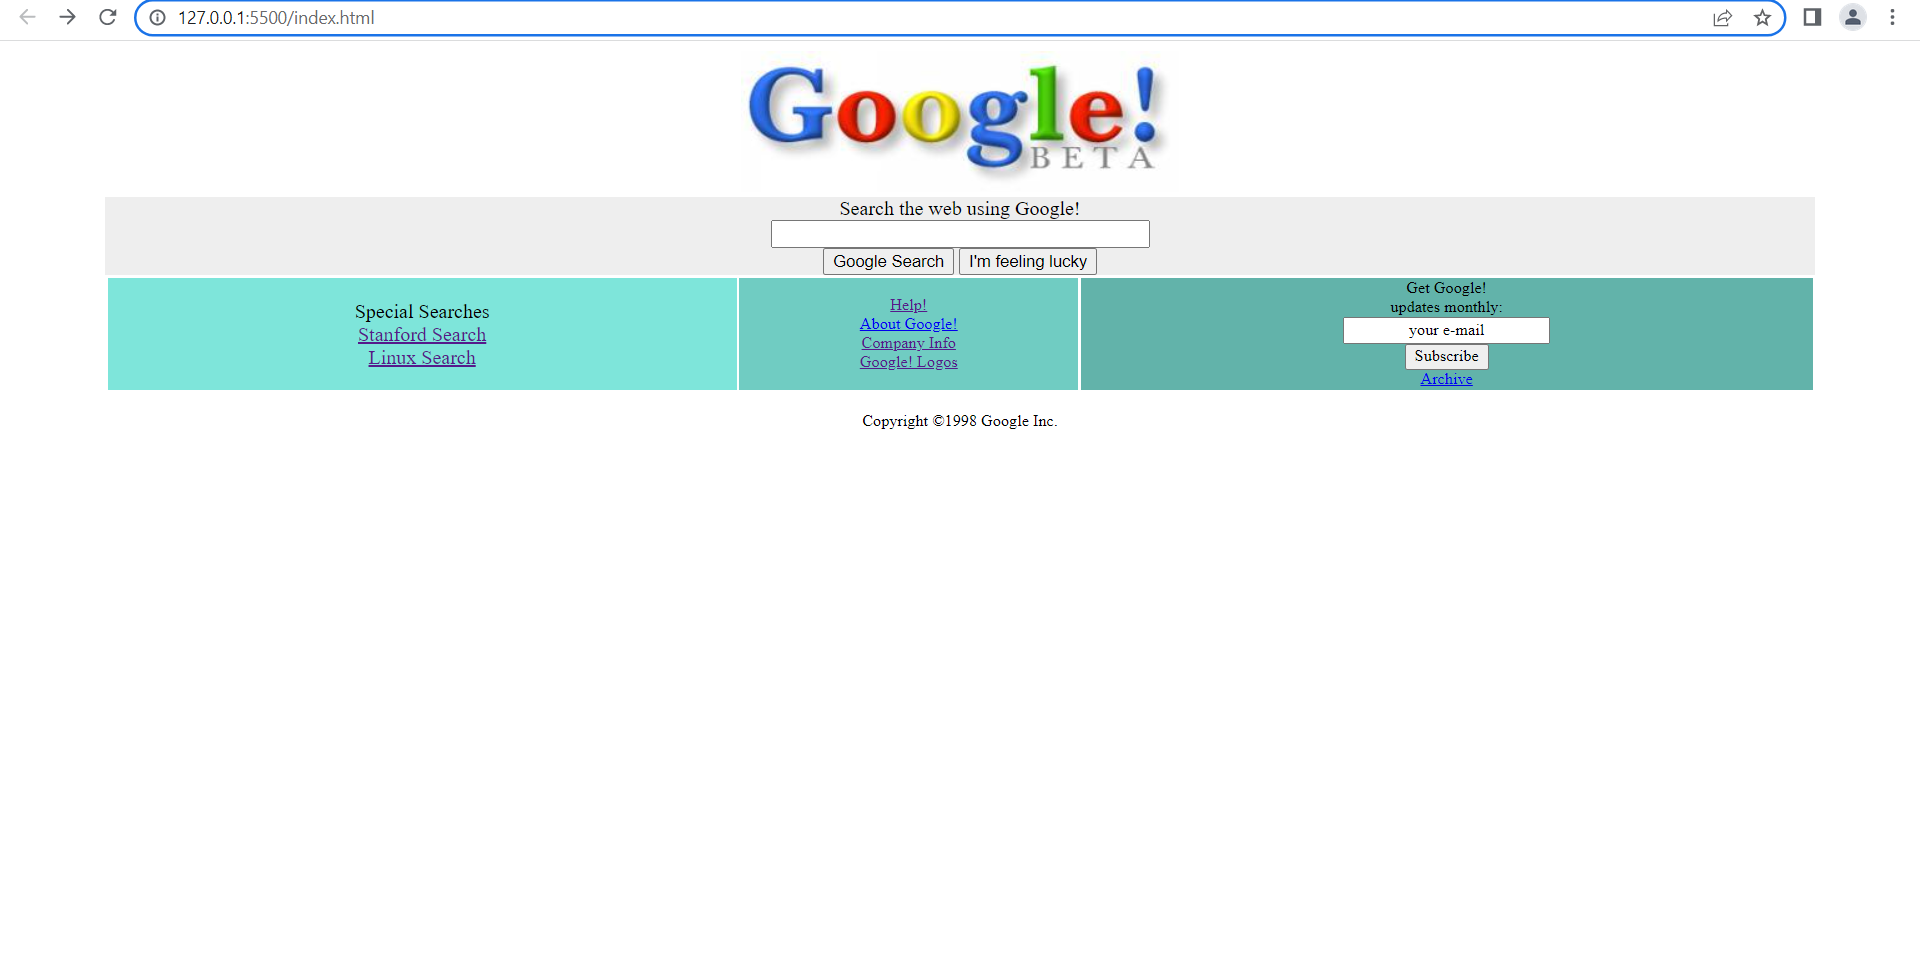 127.0.0.1:5500/index.html
Google!
BETA
Search the web using Google!
Google Search I'm feeling lucky
Special Searches
Stanford Search
Linux Search
Help!
About Google!
Company Info
Google! Logos
Get Google!
updates monthly:
your e-mail
Subscribe
Archive
Copyright ©1998 Google Inc.